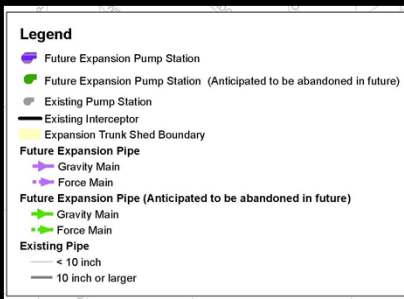 Legend
Future Expansion Pump Station
Future Expansion Pump Station (Anticipated to be abandoned in future)
Existing Pump Station
Existing Interceptor
Expansion Trunk Shed Boundary
Future Expansion Pipe
Gravity Main
Force Main
Future Expansion Pipe (Anticipated to be abandoned in future)
Gravity Main
Force Main
Existing Pipe
< 10 inch
10 inch or larger